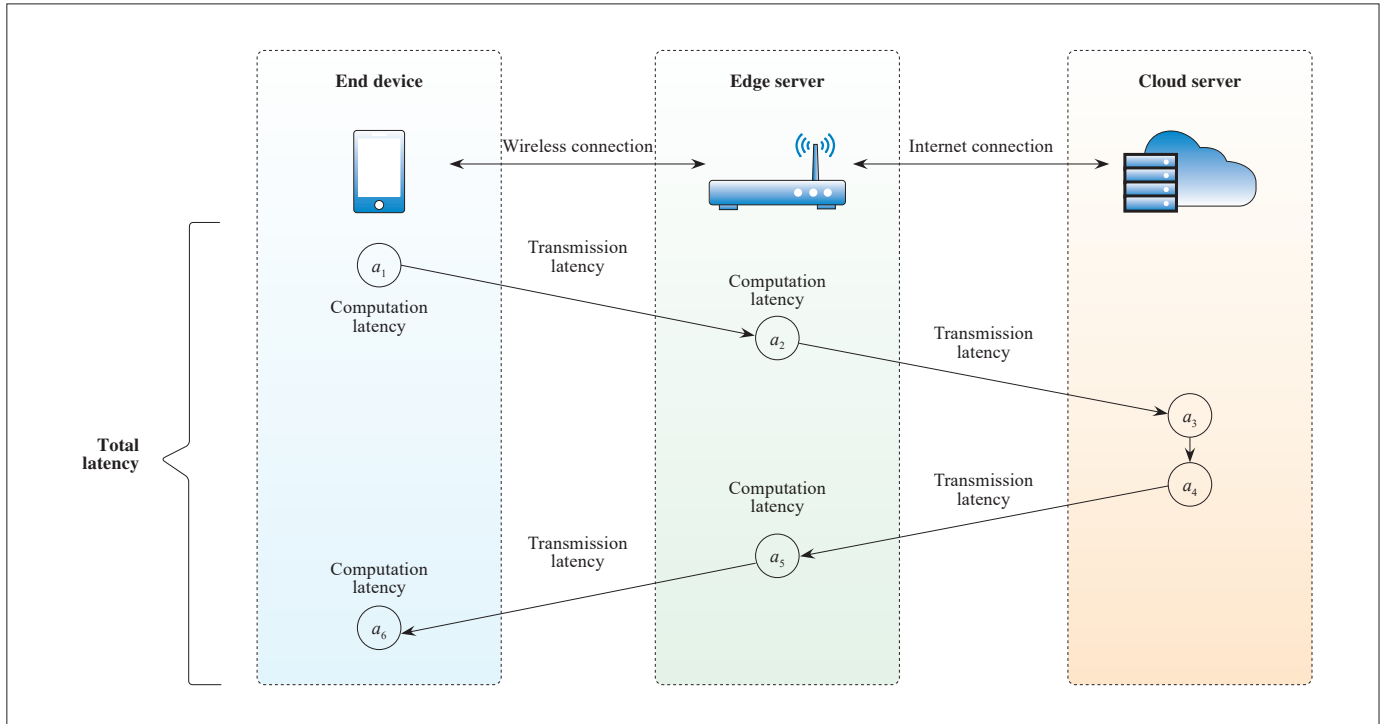 End device
Edge server
Cloud server
Wireless connection
Internet connection
Transmission
latency
a1
Computation
latency
Computation
latency
a2
Transmission
latency
a3
Total
latency
a4
Transmission
latency
Computation
latency
a5
Transmission
latency
Computation
latency
a6